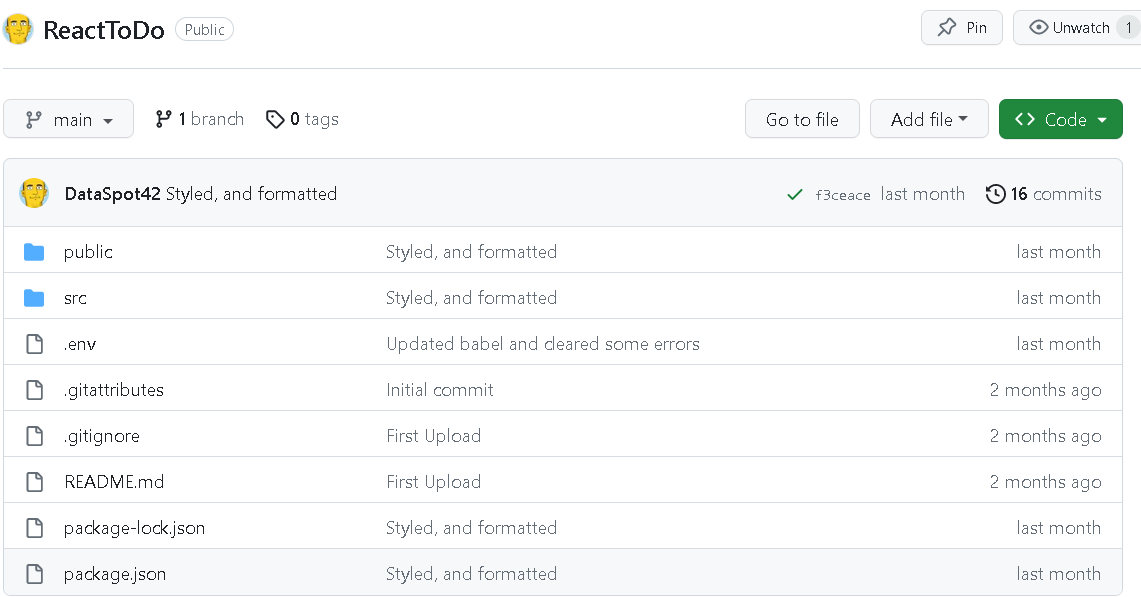 ReactToDo Public Pin Unwatch 1
main 1 branch 0 tags Go to file Add file Code
DataSpot42 Styled, and formatted f3ceace last month 16 commits
public Styled, and formatted last month
src Styled, and formatted last month
.env Updated babel and cleared some errors last month
.gitattributes Initial commit 2 months ago
.gitignore First Upload 2 months ago
README.md First Upload 2 months ago
package-lock.json Styled, and formatted last month
package.json Styled, and formatted last month